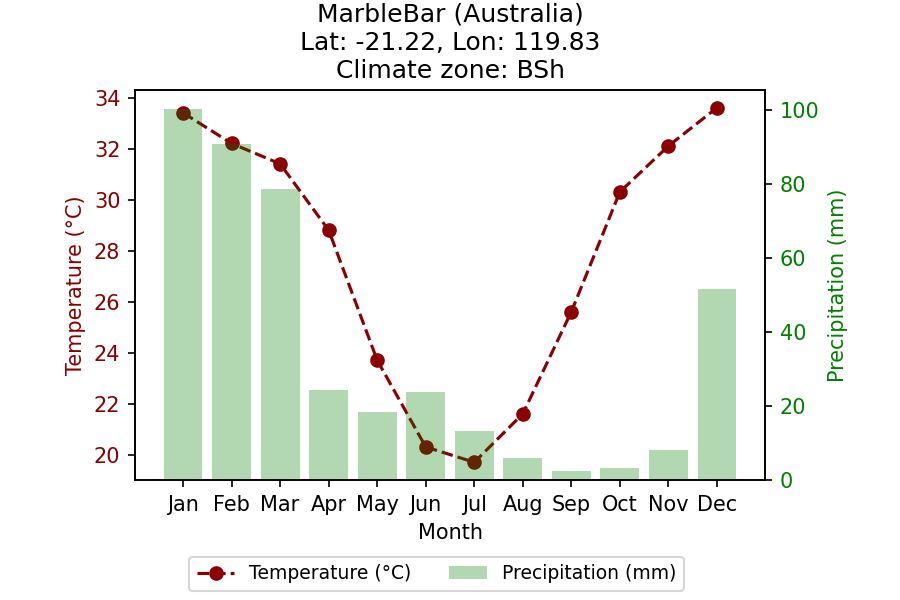 MarbleBar (Australia)
Lat: -21.22, Lon: 119.83
Climate zone: BSh
Temperature (°C)
34
32
30
28
26
24
22
20
Precipitation (mm)
100
80
60
40
20
0
Jan Feb Mar Apr May Jun Jul Aug Sep Oct Nov Dec
Month
Temperature (°C) Precipitation (mm)